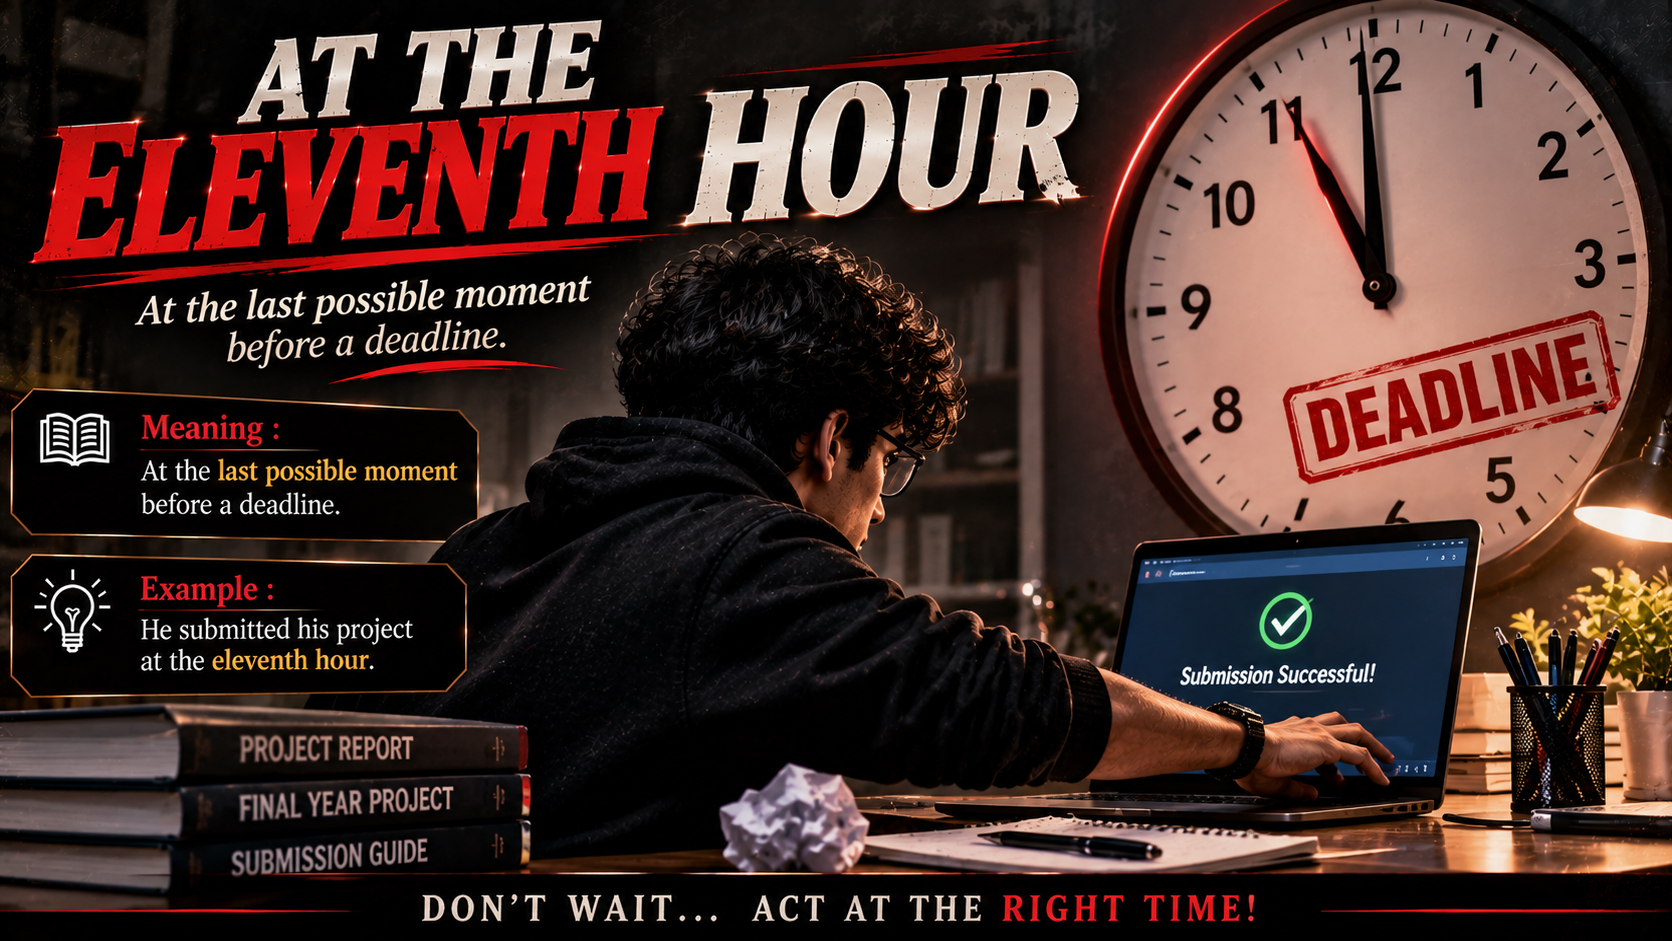 AT THE
ELEVENTH HOUR
At the last possible moment
before a deadline.
Meaning :
At the last possible moment
before a deadline.
Example :
He submitted his project
at the eleventh hour.
PROJECT REPORT
FINAL YEAR PROJECT
SUBMISSION GUIDE
12
1
2
3
5
6
8
9
10
11
DEADLINE
Submission Successful!
DON'T WAIT... ACT AT THE RIGHT TIME!